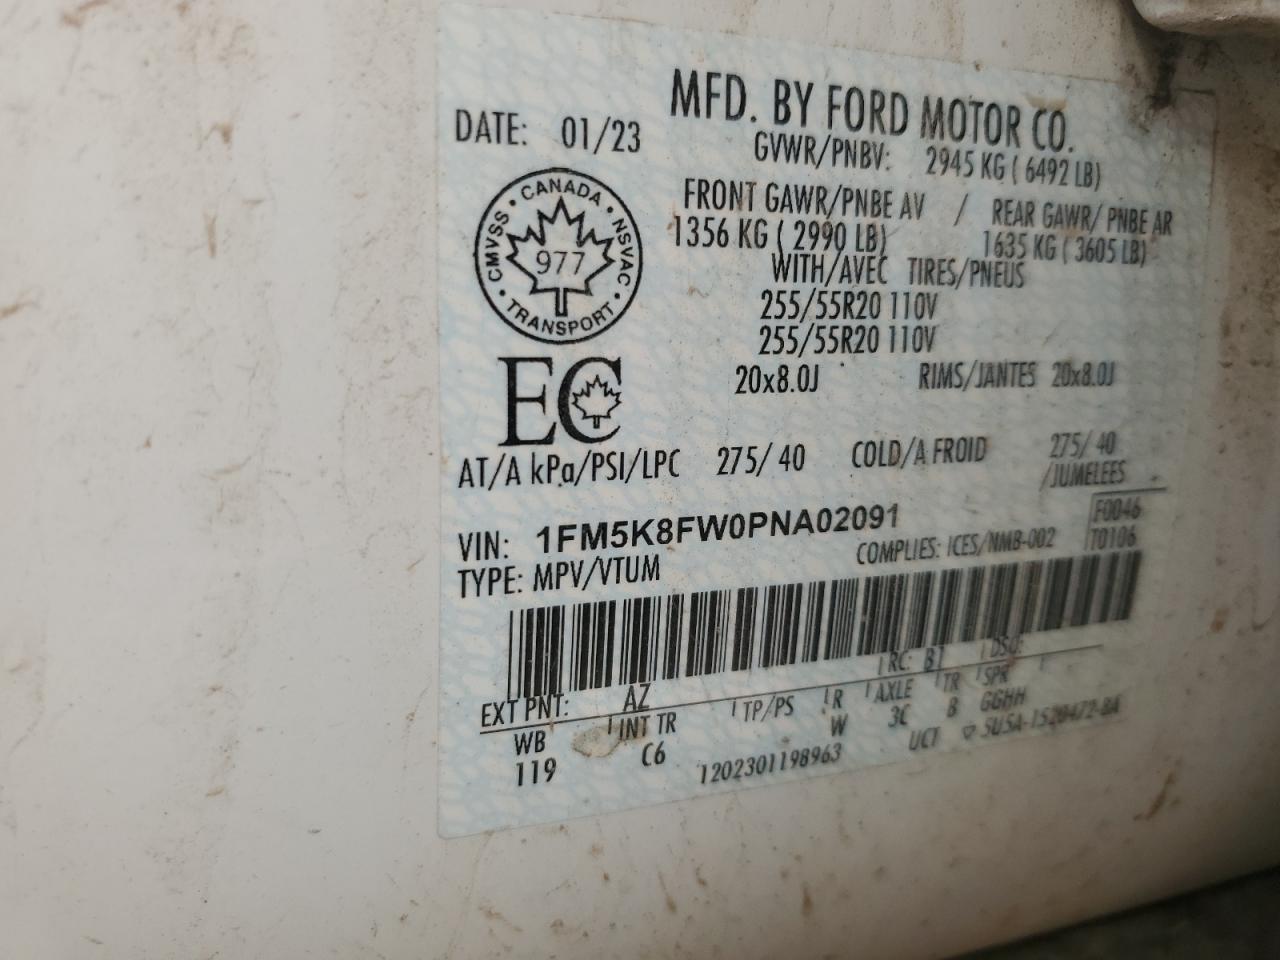 MFD. BY FORD MOTOR CO.
DATE: 01/23
GVWR/PNBV: 2945 KG ( 6492 LB)
FRONT GAWR/PNBE AV / REAR GAWR/ PNBE AR
1356 KG ( 2990 LB) 1635 KG ( 3605 LB)
WITH/AVEC TIRES/PNEUS
255/55R20 110V
255/55R20 110V
20x8.0J RIMS/JANTES 20x8.0J
CANADA · NSVAC · TRANSPORT · CMVSS
977
EC
AT/A kPa/PSI/LPC 275/ 40 COLD/A FROID 275/ 40
/JUMELEES
VIN: 1FM5K8FW0PNA02091
F0046
TYPE: MPV/VTUM
COMPLIES: ICES/NMB-002 T0106
EXT PNT: AZ RC: B1 DSO:
WB INT TR TP/PS R AXLE TR SPR
119 C6 W 3C B GGHH
1202301198963 UCI ▽ SU5A-1520472-BA